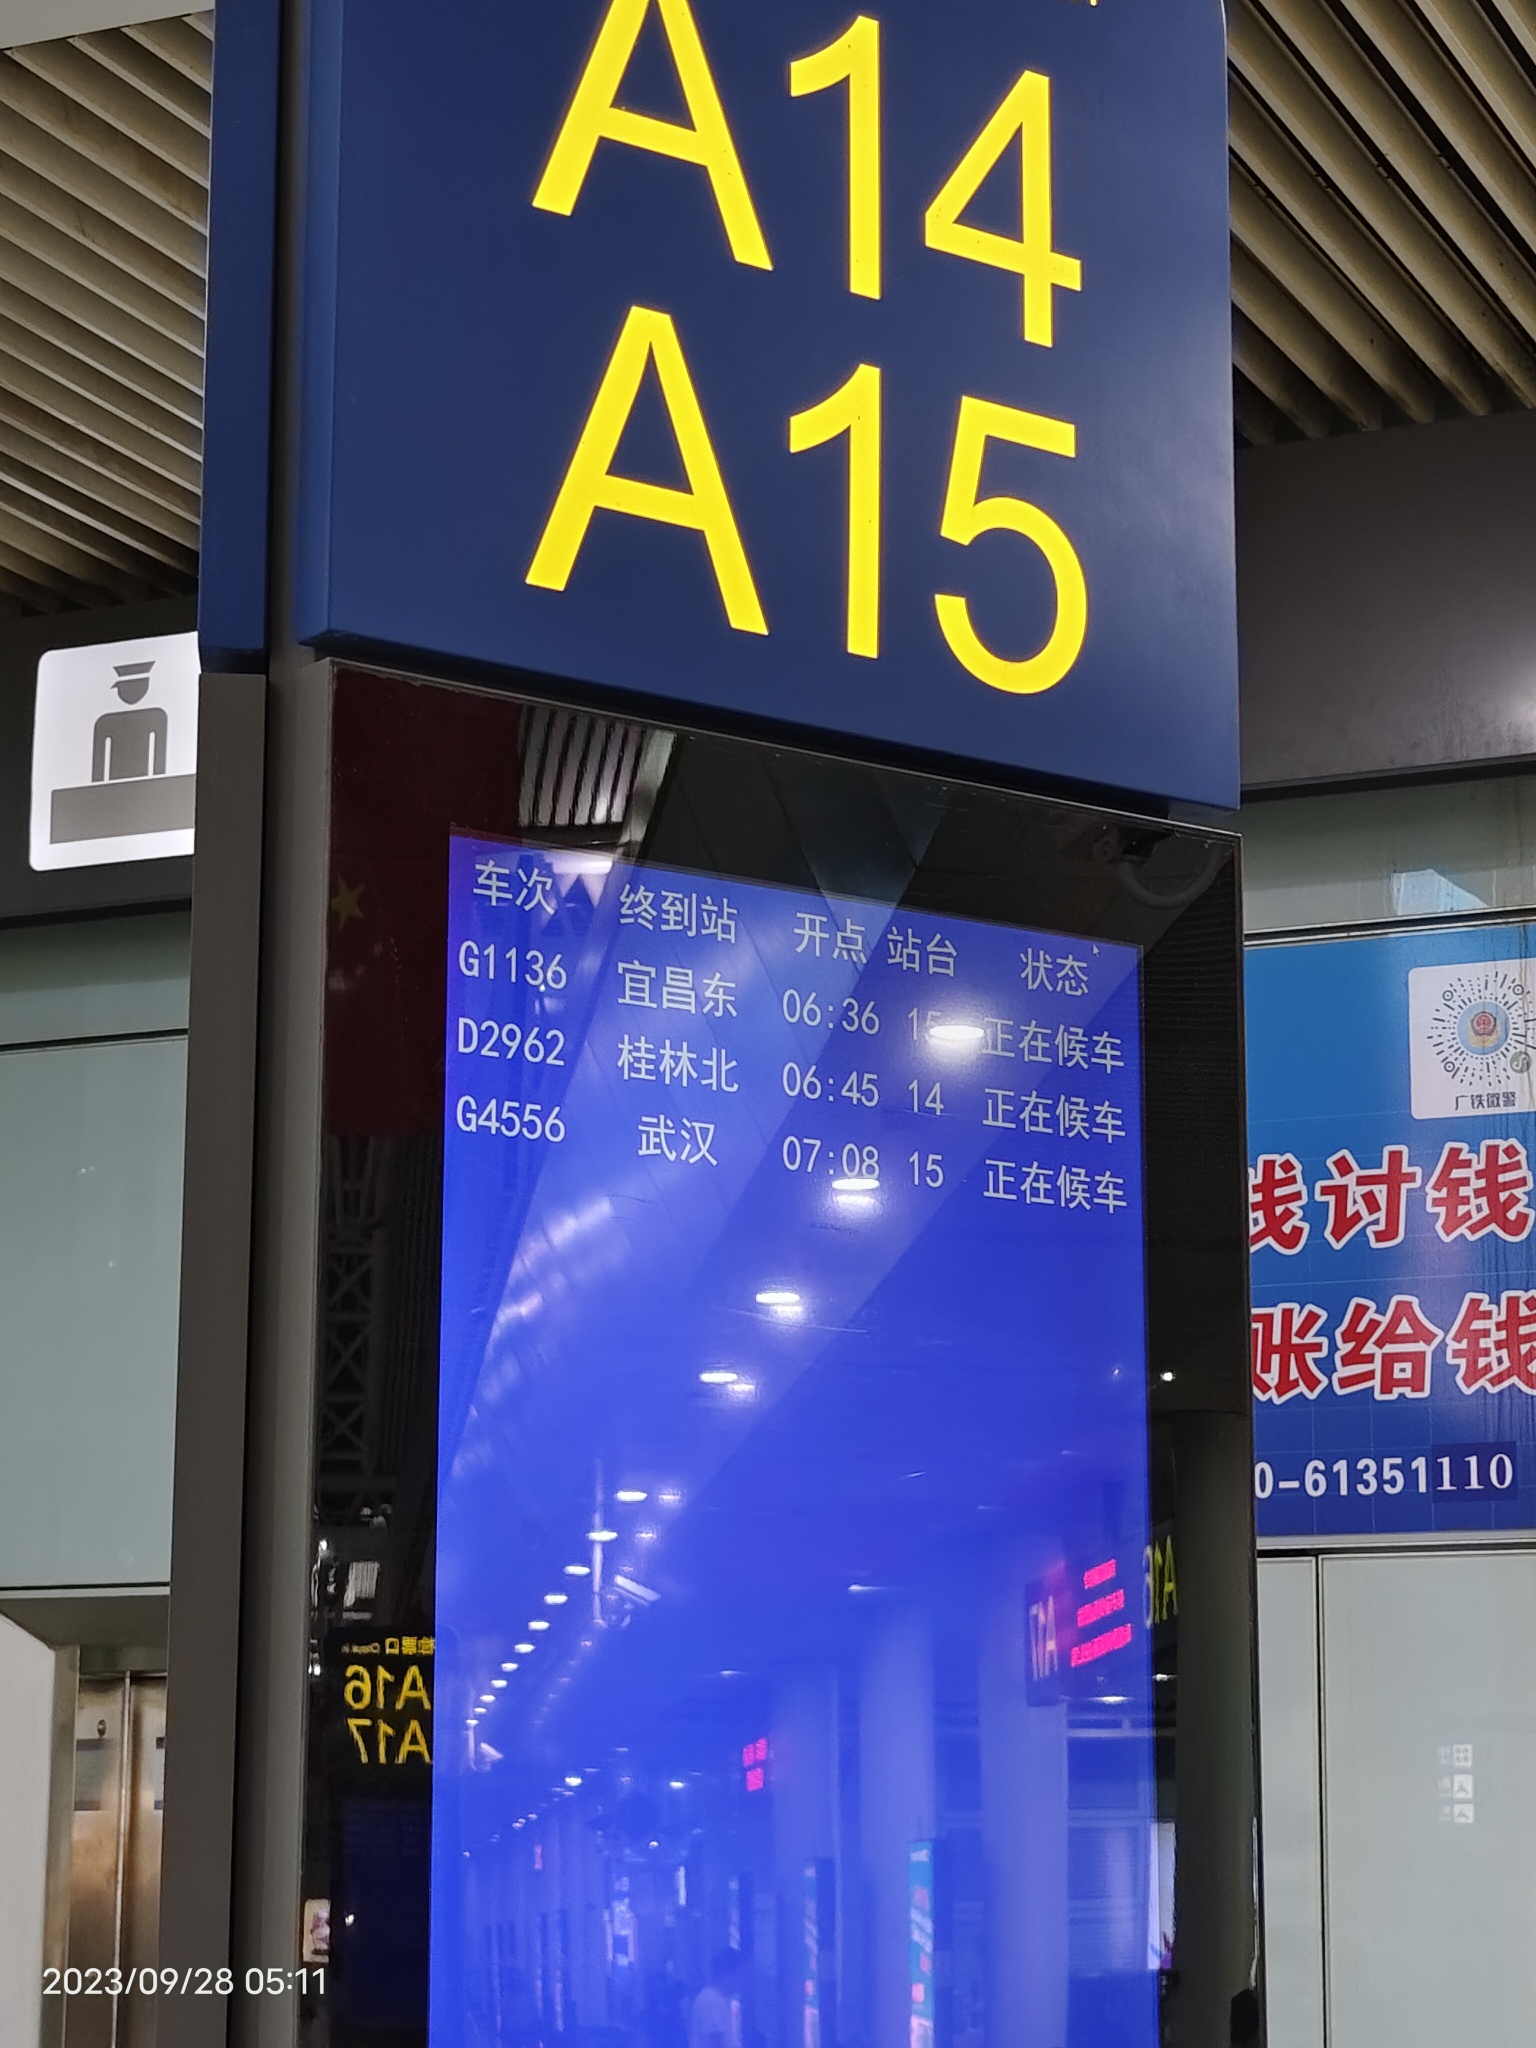 A14
A15
车次 终到站 开点 站台 状态
G1136 宜昌东 06:36 15 正在候车
D2962 桂林北 06:45 14 正在候车
G4556 武汉 07:08 15 正在候车
广铁微警
钱讨钱
账给钱
0-61351110
A16
A17
2023/09/28 05:11